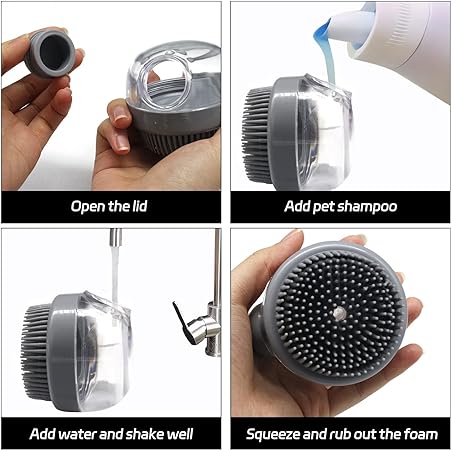 Open the lid
Add pet shampoo
Add water and shake well
Squeeze and rub out the foam